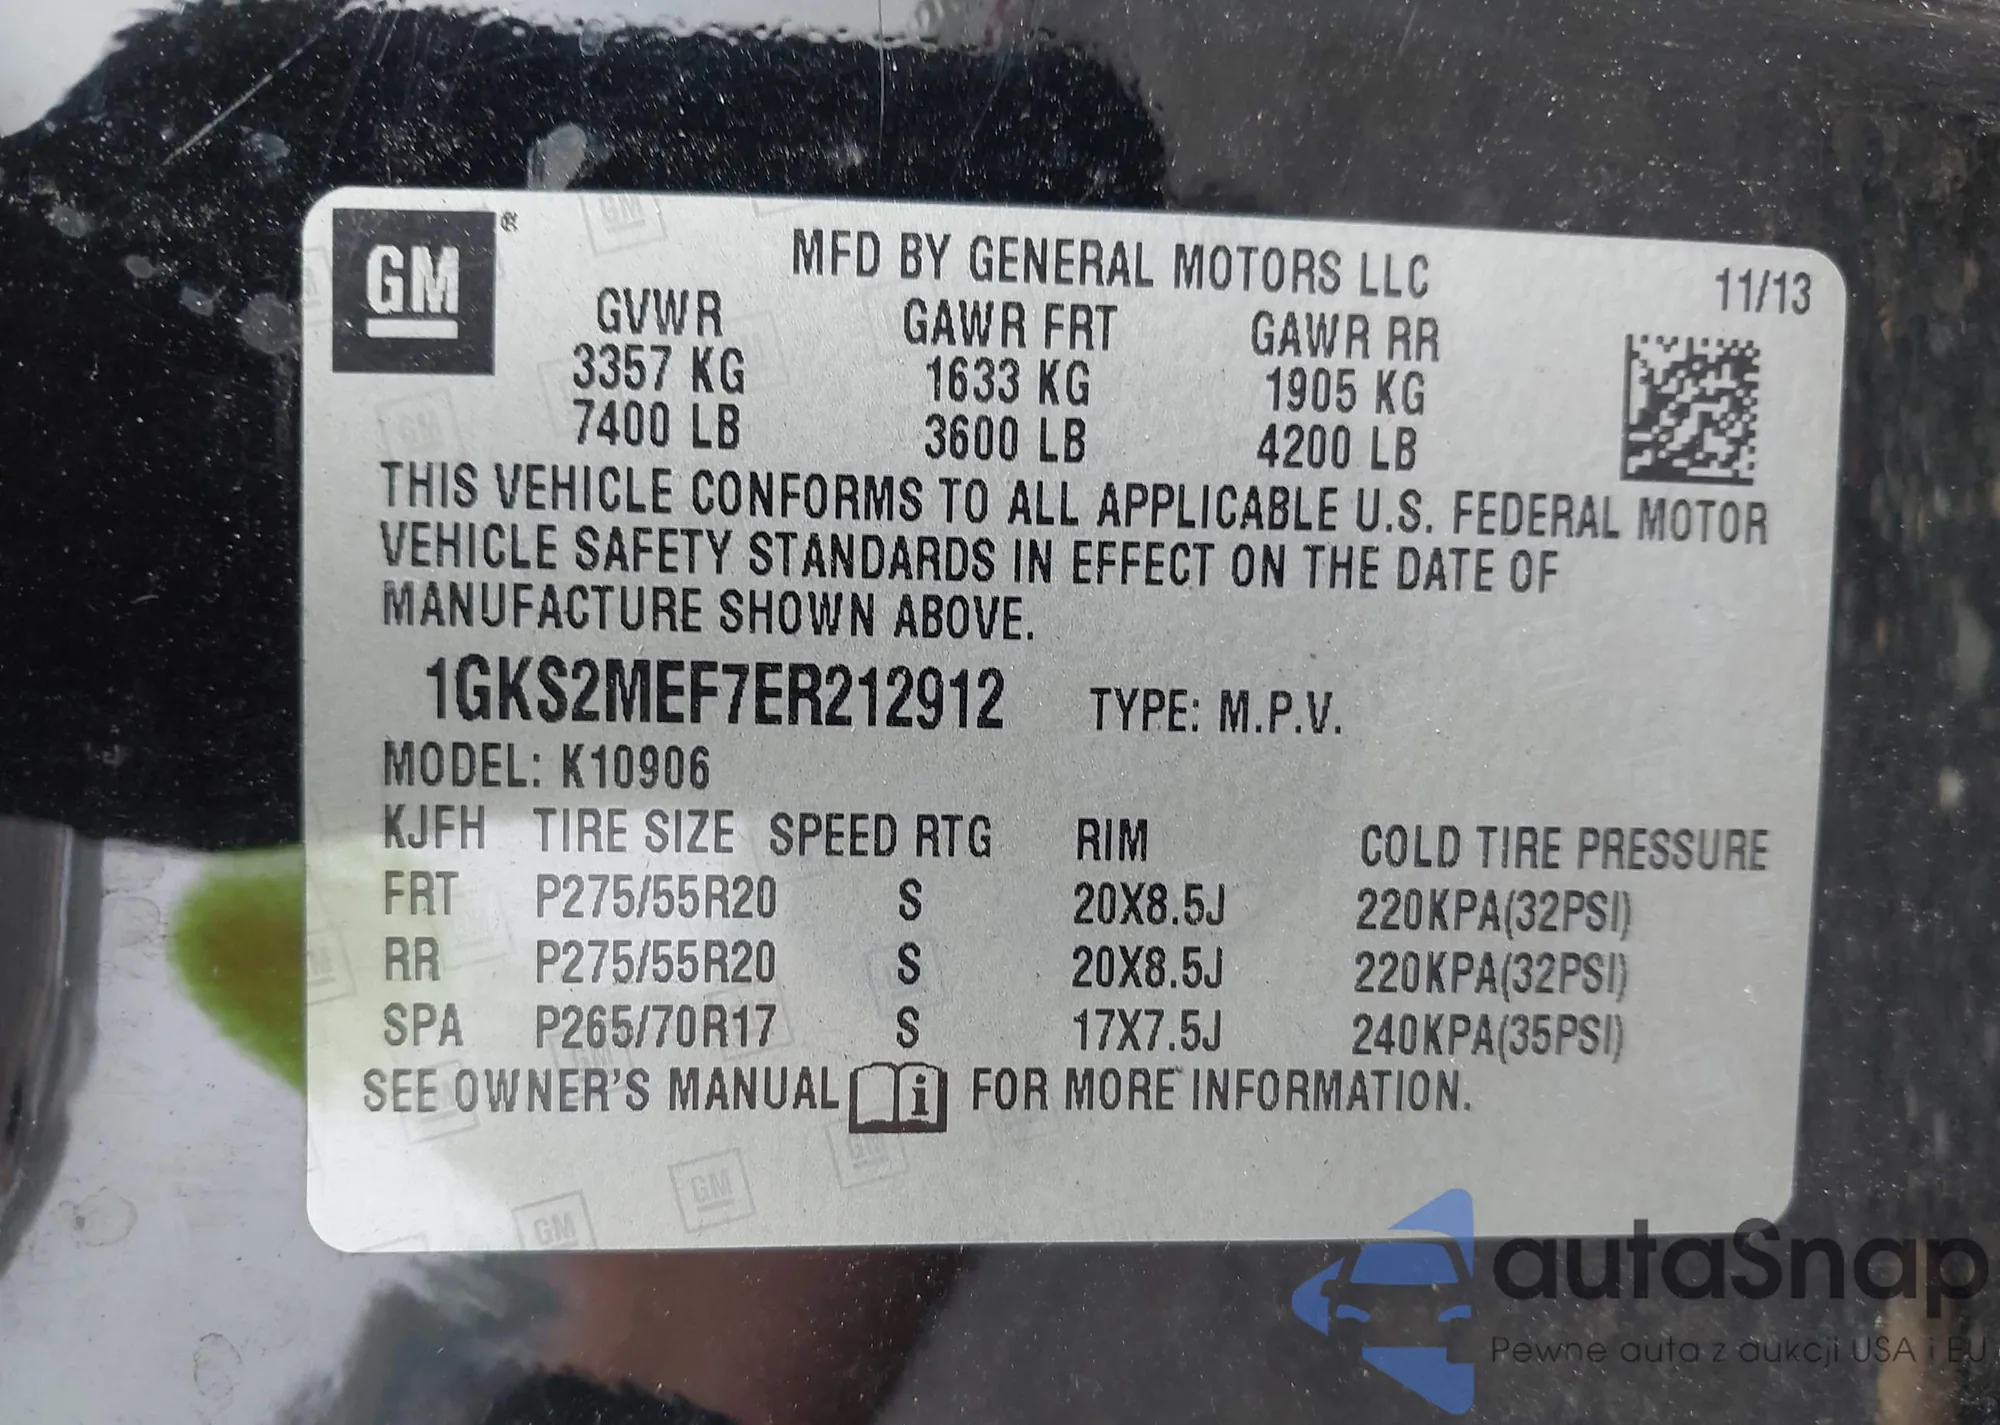 GM ®
MFD BY GENERAL MOTORS LLC
11/13
GVWR GAWR FRT GAWR RR
3357 KG 1633 KG 1905 KG
7400 LB 3600 LB 4200 LB
THIS VEHICLE CONFORMS TO ALL APPLICABLE U.S. FEDERAL MOTOR
VEHICLE SAFETY STANDARDS IN EFFECT ON THE DATE OF
MANUFACTURE SHOWN ABOVE.
1GKS2MEF7ER212912 TYPE: M.P.V.
MODEL: K10906
KJFH TIRE SIZE SPEED RTG RIM COLD TIRE PRESSURE
FRT P275/55R20 S 20X8.5J 220KPA(32PSI)
RR P275/55R20 S 20X8.5J 220KPA(32PSI)
SPA P265/70R17 S 17X7.5J 240KPA(35PSI)
SEE OWNER'S MANUAL i FOR MORE INFORMATION.
autaSnap
Pewne auta z aukcji USA i EU